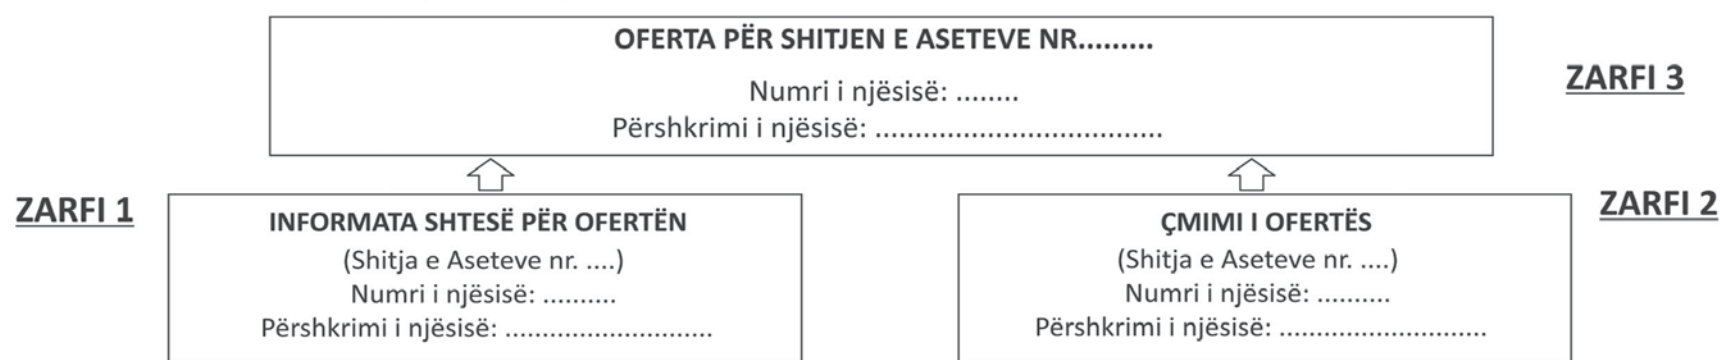 OFERTA PËR SHITJEN E ASETEVE NR.........
Numri i njësisë: ........
Përshkrimi i njësisë: ....................................
ZARFI 3
ZARFI 1
INFORMATA SHTESË PËR OFERTËN
(Shitja e Aseteve nr. ....)
Numri i njësisë: ..........
Përshkrimi i njësisë: ............................
ZARFI 2
ÇMIMI I OFERTËS
(Shitja e Aseteve nr. ....)
Numri i njësisë: ..........
Përshkrimi i njësisë: ............................